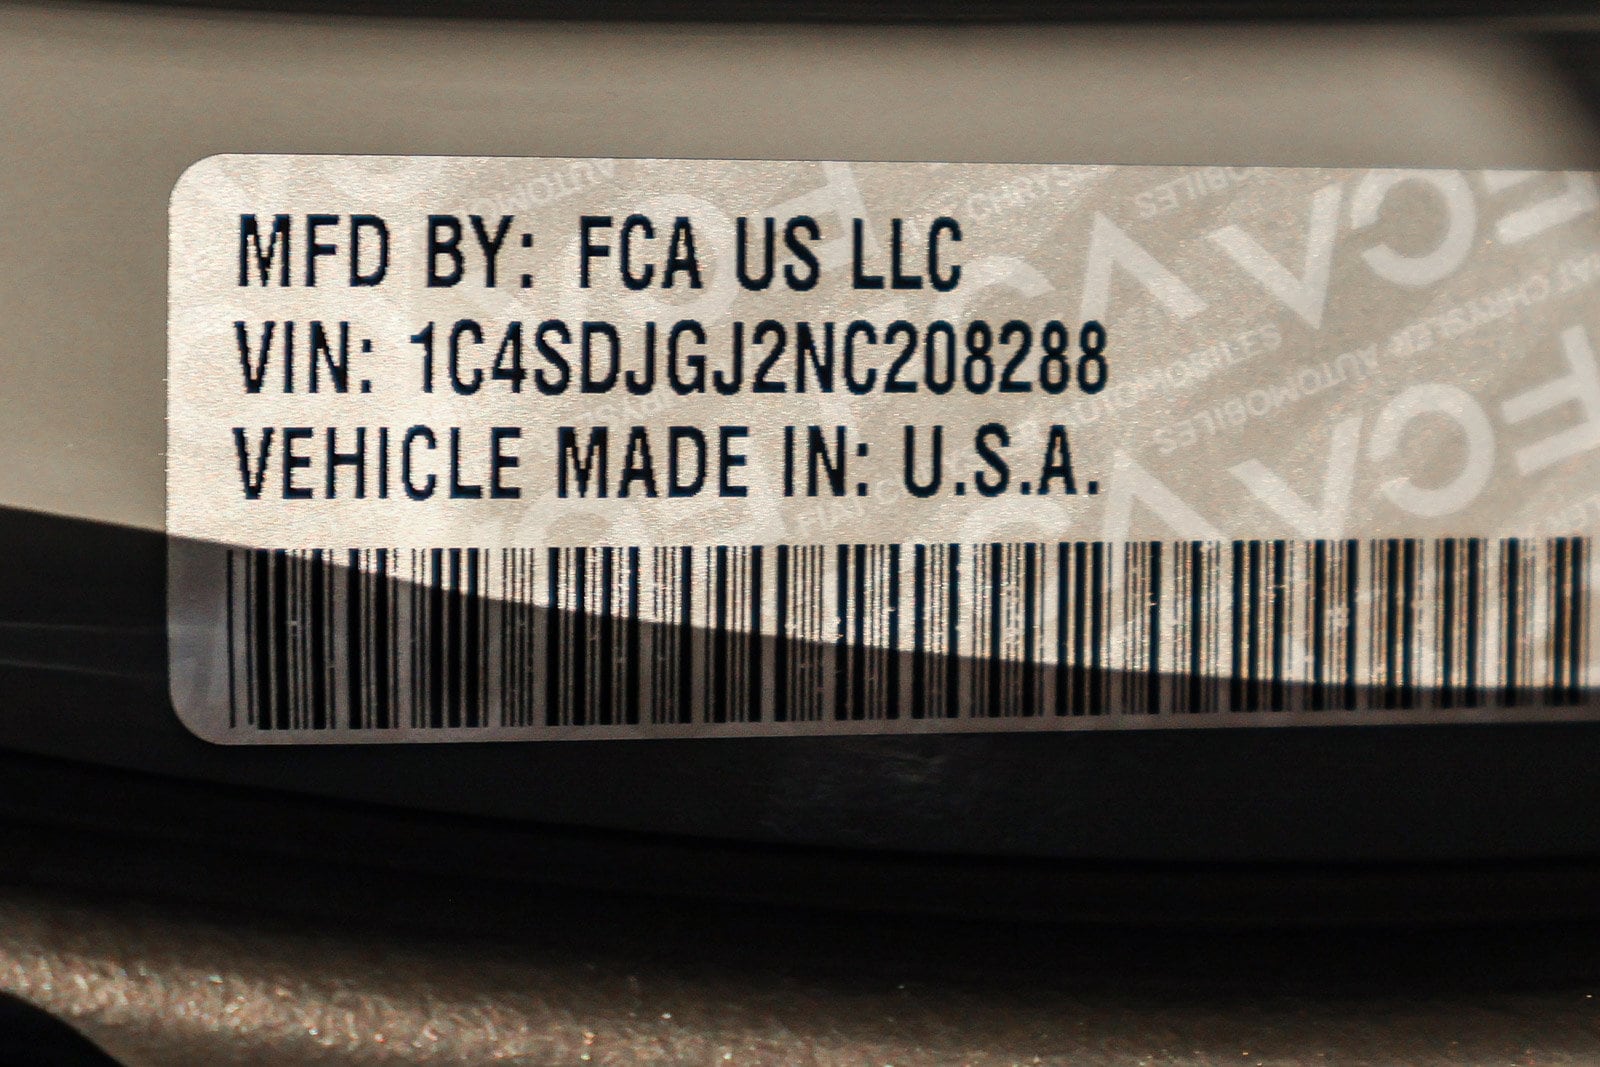 MFD BY: FCA US LLC
VIN: 1C4SDJGJ2NC208288
VEHICLE MADE IN: U.S.A.